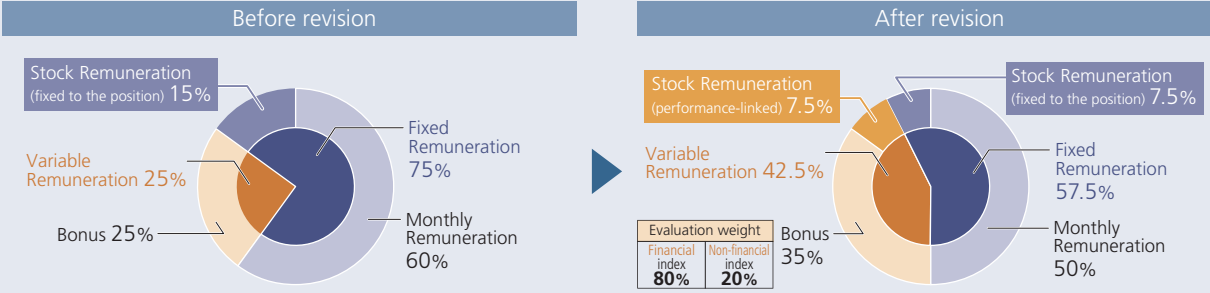 Before revision
Stock Remuneration
(fixed to the position) 15%
Fixed
Remuneration
75%
Variable
Remuneration 25%
Bonus 25%
Monthly
Remuneration
60%
After revision
Stock Remuneration
(performance-linked) 7.5%
Stock Remuneration
(fixed to the position) 7.5%
Variable
Remuneration 42.5%
Fixed
Remuneration
57.5%
Evaluation weight
Financial
index
80%
Non-financial
index
20%
Bonus
35%
Monthly
Remuneration
50%